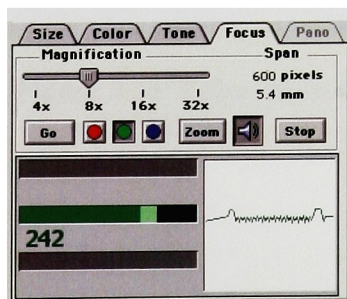 Size Color Tone Focus Pano
Magnification Span
600 pixels
5.4 mm
4x 8x 16x 32x
Go Zoom Stop
242